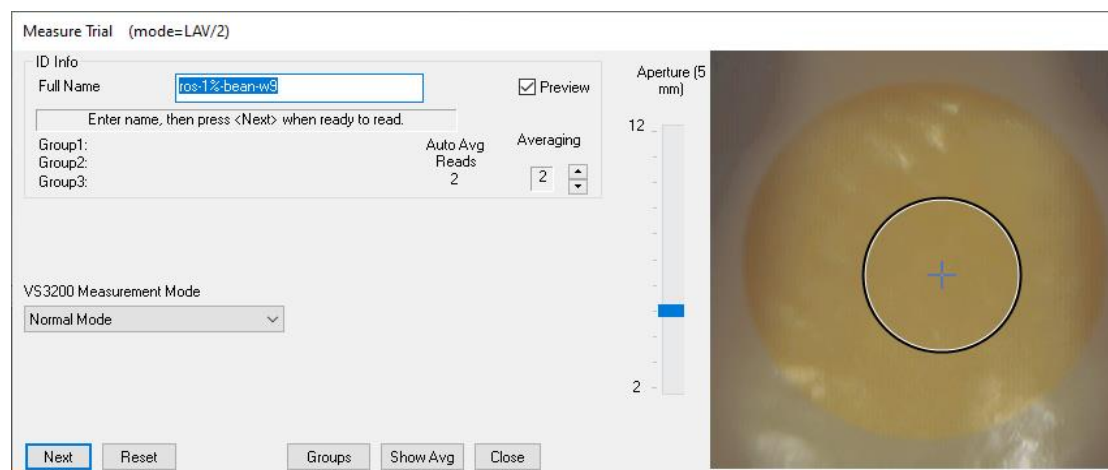 Measure Trial (mode=LAV/2)
ID Info
Full Name
ros-1%-bean-w9
Preview
Enter name, then press <Next> when ready to read.
Group1:
Group2:
Group3:
Auto Avg
Reads
2
Averaging
2
Aperture (5
mm)
12
2
VS3200 Measurement Mode
Normal Mode
Next
Reset
Groups
Show Avg
Close